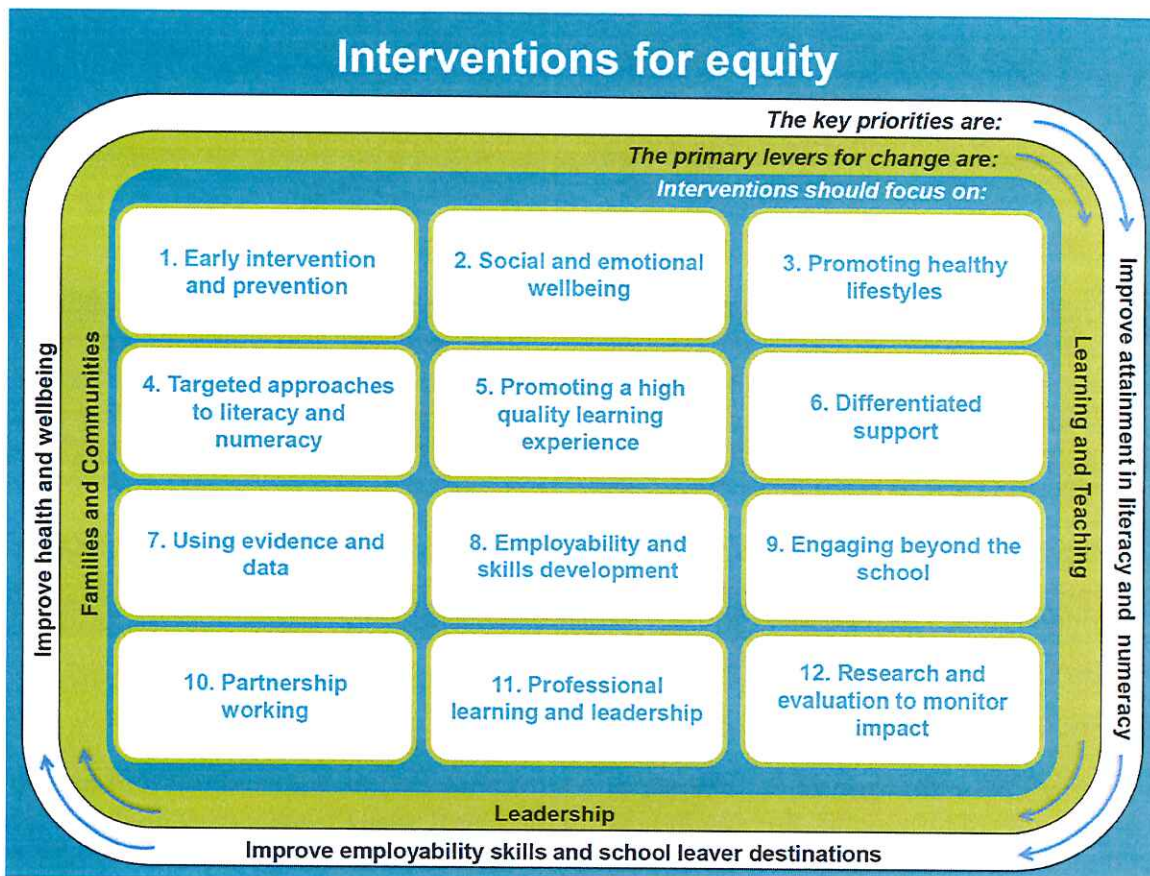 Interventions for equity
The key priorities are:
The primary levers for change are:
Interventions should focus on:
1. Early intervention
and prevention
2. Social and emotional
wellbeing
3. Promoting healthy
lifestyles
4. Targeted approaches
to literacy and
numeracy
5. Promoting a high
quality learning
experience
6. Differentiated
support
7. Using evidence and
data
8. Employability and
skills development
9. Engaging beyond the
school
10. Partnership
working
11. Professional
learning and leadership
12. Research and
evaluation to monitor
impact
Learning and Teaching
Improve attainment in literacy and numeracy
Leadership
Improve employability skills and school leaver destinations
Families and Communities
Improve health and wellbeing